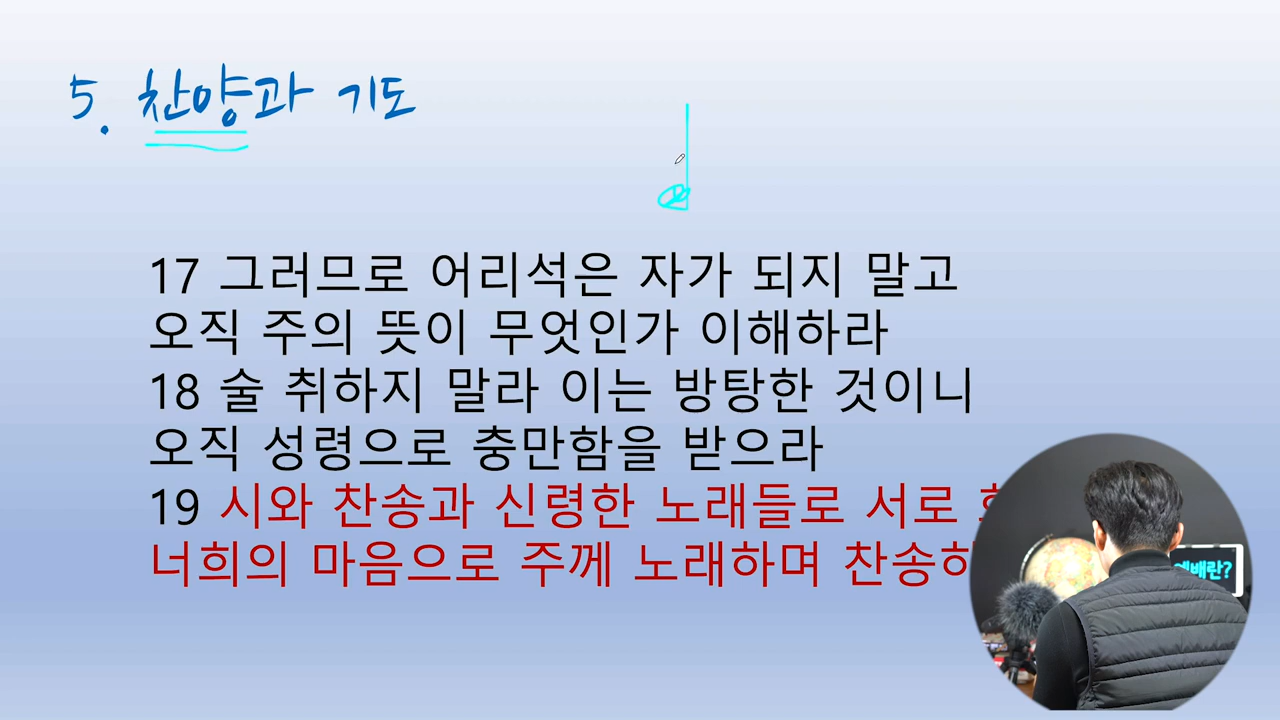 5. 찬양과 기도
17 그러므로 어리석은 자가 되지 말고
오직 주의 뜻이 무엇인가 이해하라
18 술 취하지 말라 이는 방탕한 것이니
오직 성령으로 충만함을 받으라
19 시와 찬송과 신령한 노래들로 서로
너희의 마음으로 주께 노래하며
예배란?